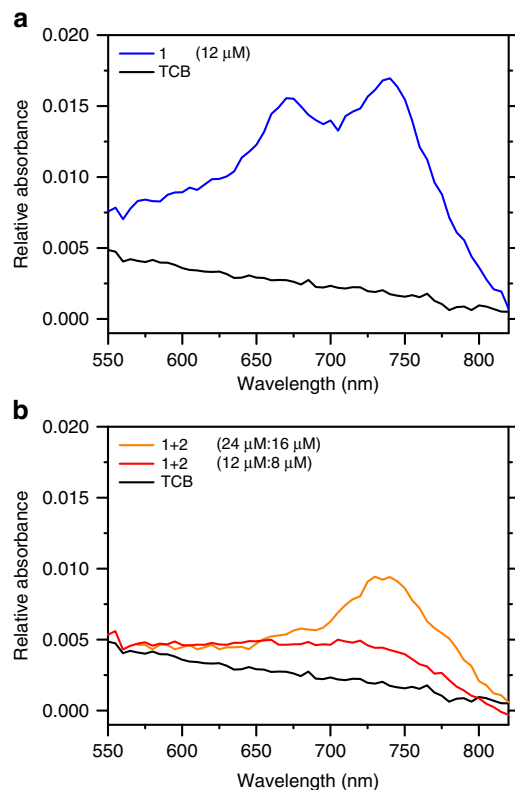 a
0.020
0.015
0.010
0.005
0.000
Relative absorbance
1 (12 μM)
TCB
550 600 650 700 750 800
Wavelength (nm)
b
0.020
0.015
0.010
0.005
0.000
Relative absorbance
1+2 (24 μM:16 μM)
1+2 (12 μM:8 μM)
TCB
550 600 650 700 750 800
Wavelength (nm)